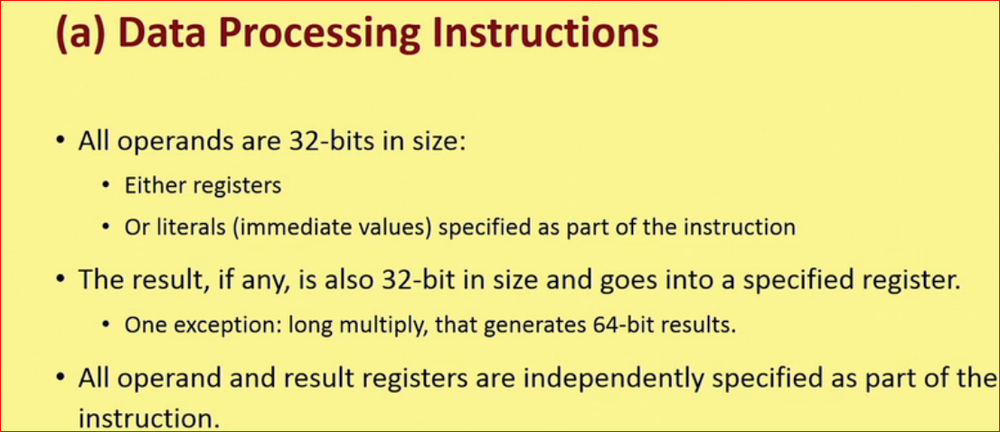 (a) Data Processing Instructions
• All operands are 32-bits in size:
• Either registers
• Or literals (immediate values) specified as part of the instruction
• The result, if any, is also 32-bit in size and goes into a specified register.
• One exception: long multiply, that generates 64-bit results.
• All operand and result registers are independently specified as part of the
instruction.